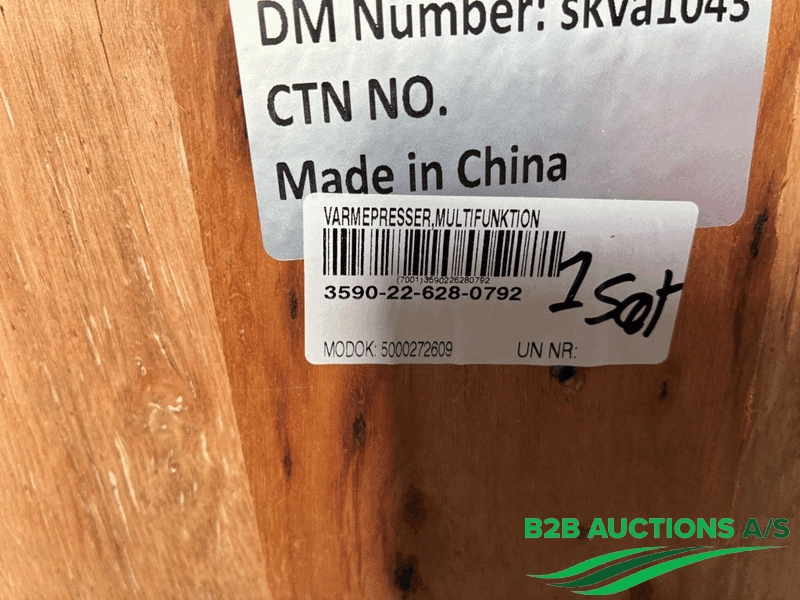 DM Number: skva1043
CTN NO.
Made in China
VARMEPRESSER,MULTIFUNKTION
(7001)3590226280792
3590-22-628-0792
1 Set
MODOK: 5000272609
UN NR:
B2B AUCTIONS A/S